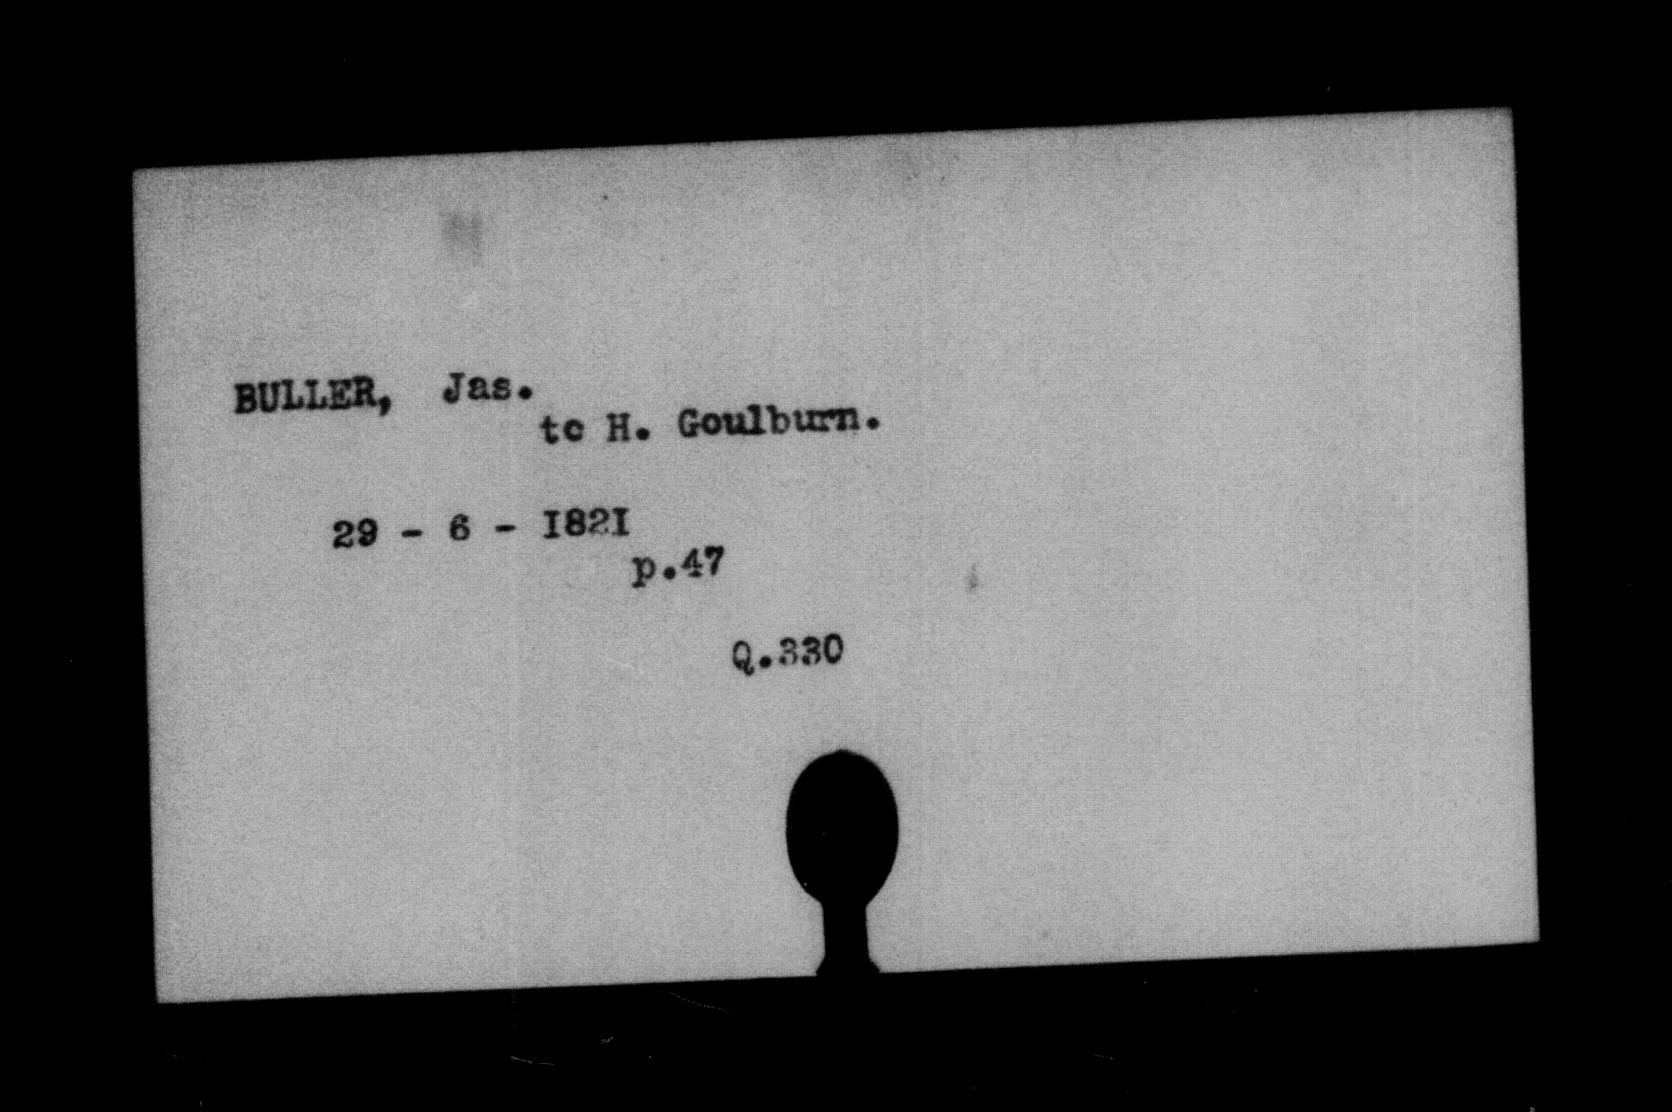 BULLER, Jas.
to H. Goulburn.
29 - 6 - I82I
p.47
Q.330